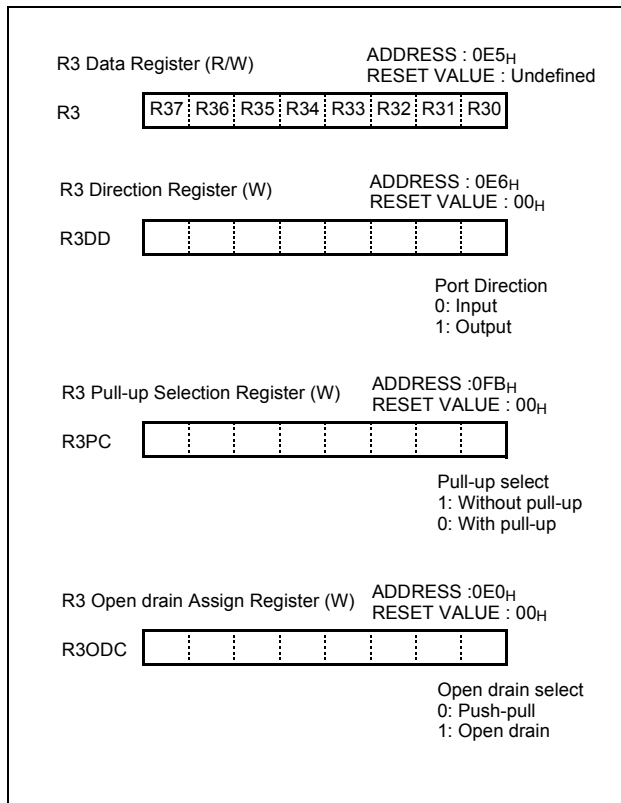 R3 Data Register (R/W)
ADDRESS : 0E5H
RESET VALUE : Undefined
R3
R37 R36 R35 R34 R33 R32 R31 R30
R3 Direction Register (W)
ADDRESS : 0E6H
RESET VALUE : 00H
R3DD
Port Direction
0: Input
1: Output
R3 Pull-up Selection Register (W)
ADDRESS :0FBH
RESET VALUE : 00H
R3PC
Pull-up select
1: Without pull-up
0: With pull-up
R3 Open drain Assign Register (W)
ADDRESS :0E0H
RESET VALUE : 00H
R3ODC
Open drain select
0: Push-pull
1: Open drain